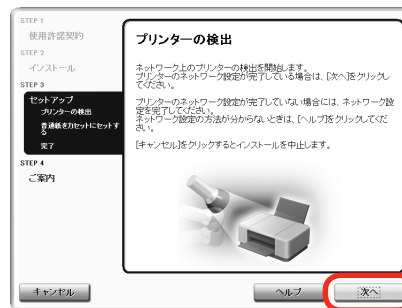 STEP 1
使用許諾契約
STEP 2
インストール
STEP 3
セットアップ
プリンターの検出
普通紙をカセットにセットす
る
完了
STEP 4
ご案内
プリンターの検出
ネットワーク上のプリンターの検出を開始します。
プリンターのネットワーク設定が完了している場合は、[次へ]をクリックし
てください。
プリンターのネットワーク設定が完了していない場合には、ネットワーク設
定を完了してください。
ネットワーク設定の方法が分からないときは、[ヘルプ]をクリックしてくだ
さい。
[キャンセル]をクリックするとインストールを中止します。
キャンセル
ヘルプ
次へ